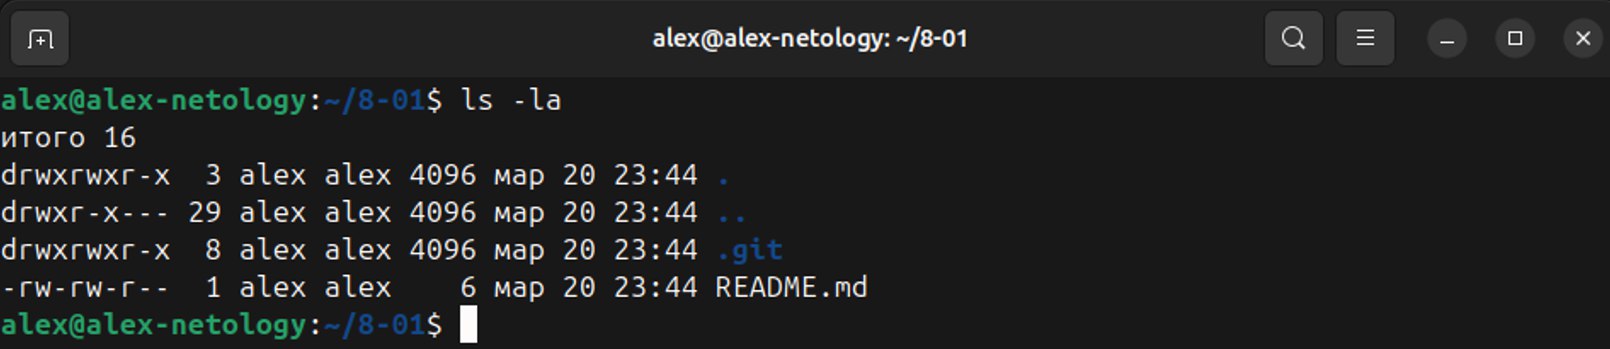 alex@alex-netology: ~/8-01
alex@alex-netology:~/8-01$ ls -la
итого 16
drwxrwxr-x  3 alex alex 4096 мар 20 23:44 .
drwxr-x--- 29 alex alex 4096 мар 20 23:44 ..
drwxrwxr-x  8 alex alex 4096 мар 20 23:44 .git
-rw-rw-r--  1 alex alex    6 мар 20 23:44 README.md
alex@alex-netology:~/8-01$